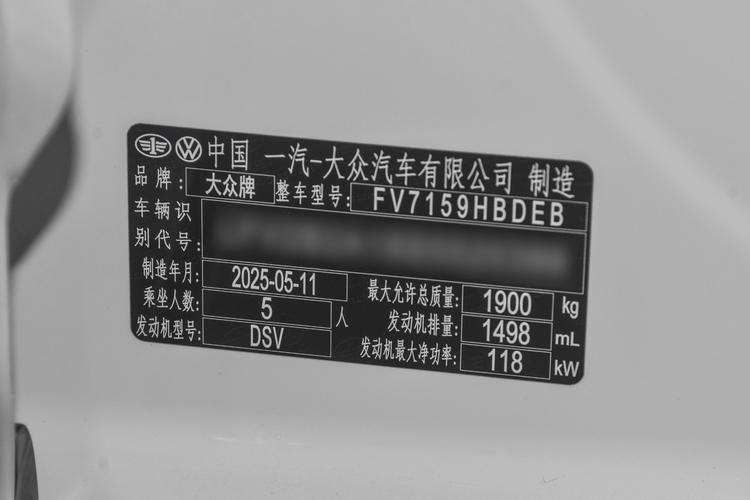 中国 一汽-大众汽车有限公司 制造
品牌: 大众牌 整车型号: FV7159HBDEB
车辆识
别代号:
制造年月: 2025-05-11 最大允许总质量: 1900 kg
乘坐人数: 5 人 发动机排量: 1498 mL
发动机型号: DSV 发动机最大净功率: 118 kW